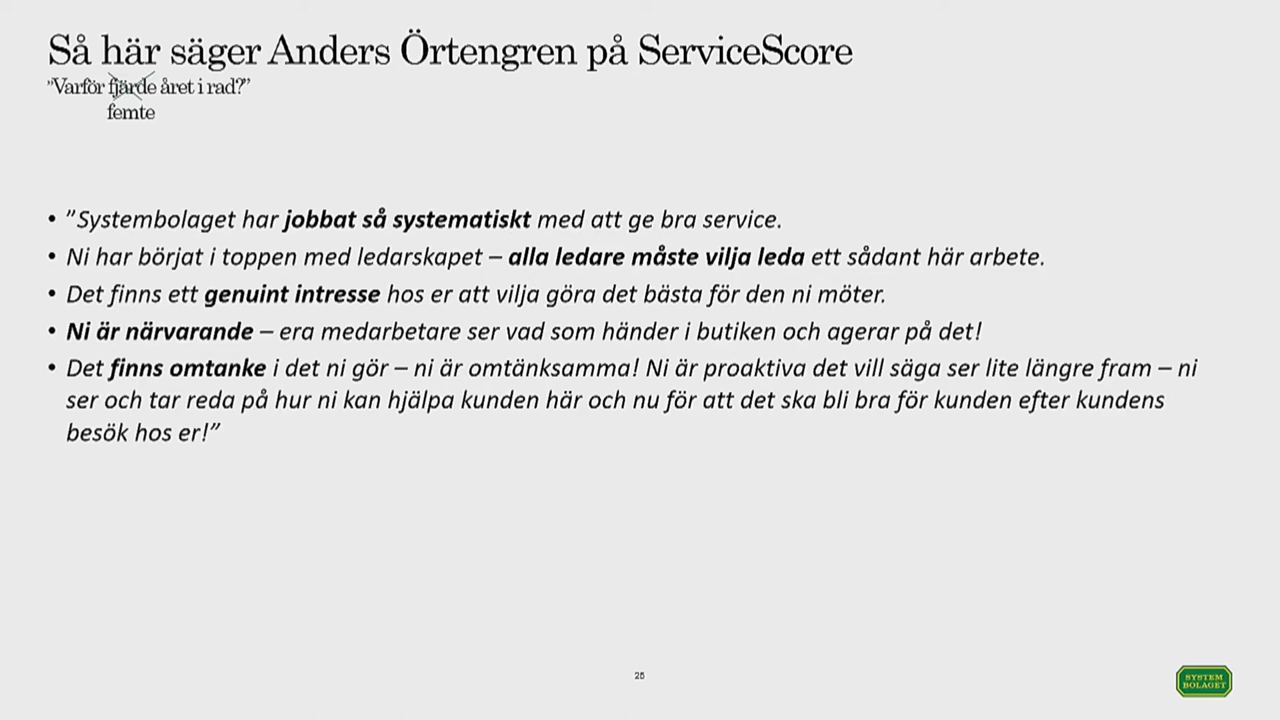 Så här säger Anders Örtengren på ServiceScore
"Varför fjärde året i rad?"
femte
• "Systembolaget har jobbat så systematiskt med att ge bra service.
• Ni har börjat i toppen med ledarskapet – alla ledare måste vilja leda ett sådant här arbete.
• Det finns ett genuint intresse hos er att vilja göra det bästa för den ni möter.
• Ni är närvarande – era medarbetare ser vad som händer i butiken och agerar på det!
• Det finns omtanke i det ni gör – ni är omtänksamma! Ni är proaktiva det vill säga ser lite längre fram – ni
ser och tar reda på hur ni kan hjälpa kunden här och nu för att det ska bli bra för kunden efter kundens
besök hos er!"
25
SYSTEM
BOLAGET